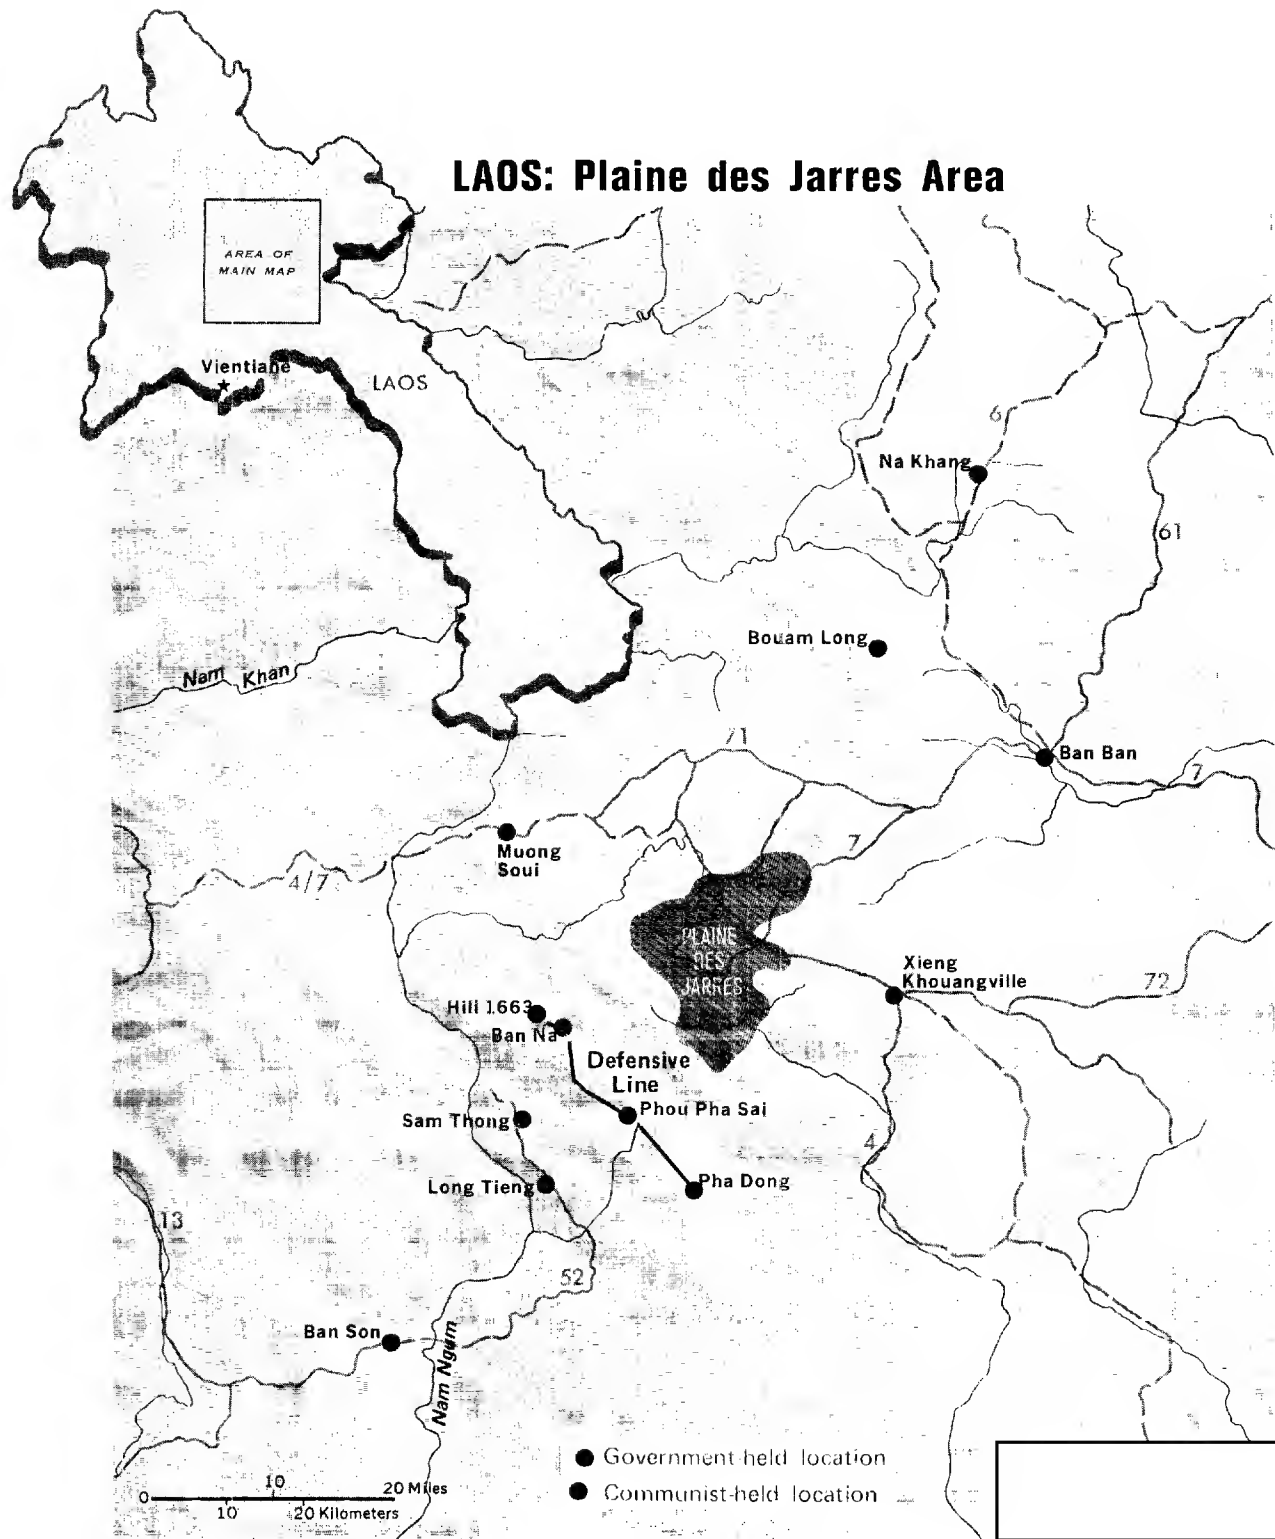 LAOS: Plaine des Jarres Area
AREA OF
MAIN MAP
Vientiane
LAOS
6
Na Khang
61
Bouam Long
Nam Khan
71
Ban Ban
7
Muong
Soui
7
4/7
PLAINE
DES
JARRES
Xieng
Khouangville
72
Hill 1663
Ban Na
Defensive
Line
Phou Pha Sai
Sam Thong
4
Long Tieng
Pha Dong
13
52
Ban Son
Nam Ngum
Government-held location
Communist-held location
0 10 20 Miles
10 20 Kilometers